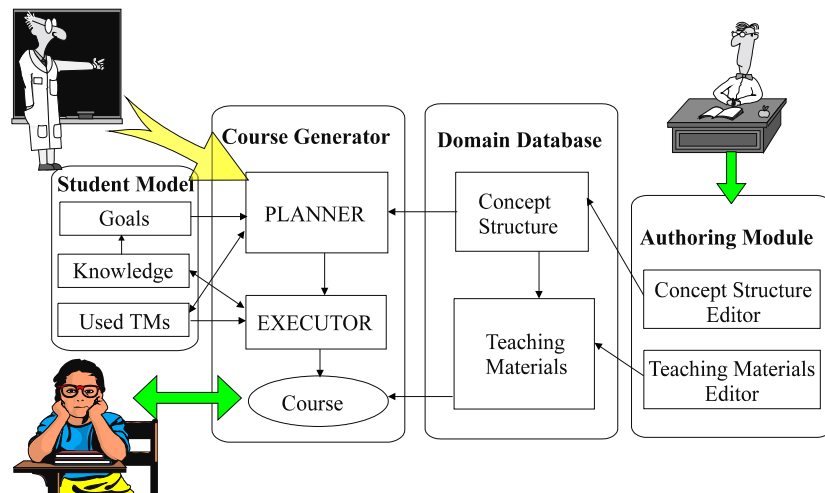 Course Generator
Domain Database
Student Model
Goals
Knowledge
Used TMs
PLANNER
EXECUTOR
Course
Concept
Structure
Teaching
Materials
Authoring Module
Concept Structure
Editor
Teaching Materials
Editor